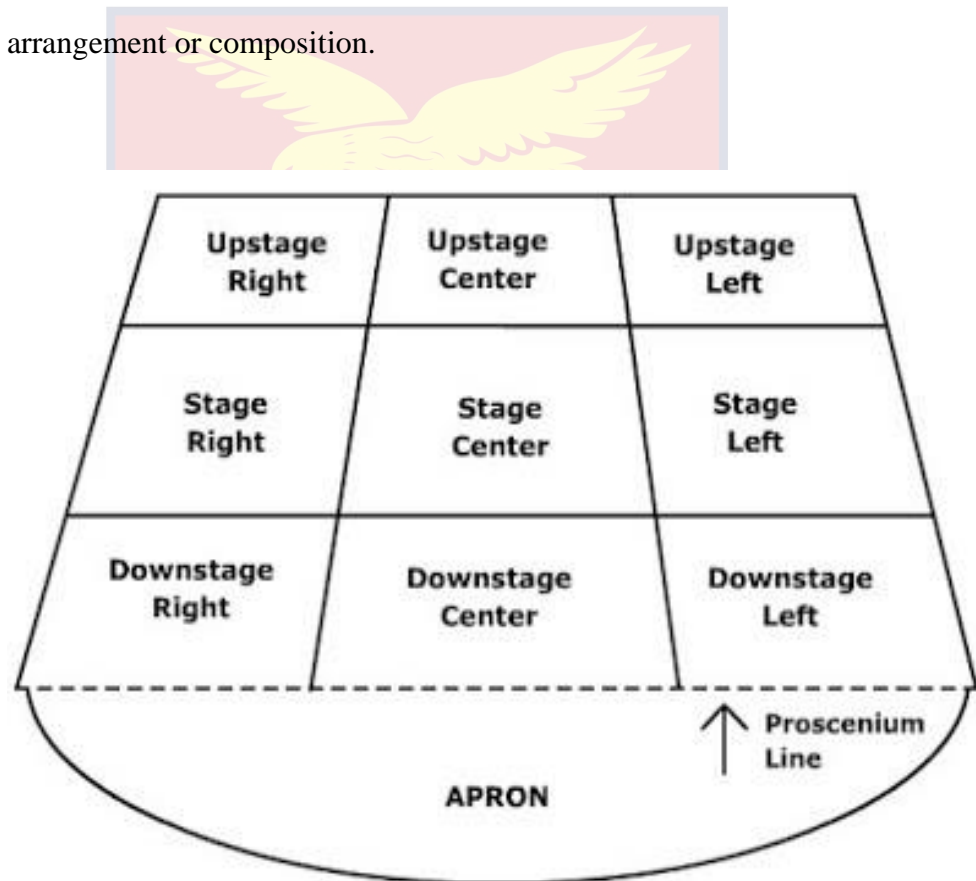 arrangement or composition.
Upstage
Right
Upstage
Center
Upstage
Left
Stage
Right
Stage
Center
Stage
Left
Downstage
Right
Downstage
Center
Downstage
Left
Proscenium
Line
APRON